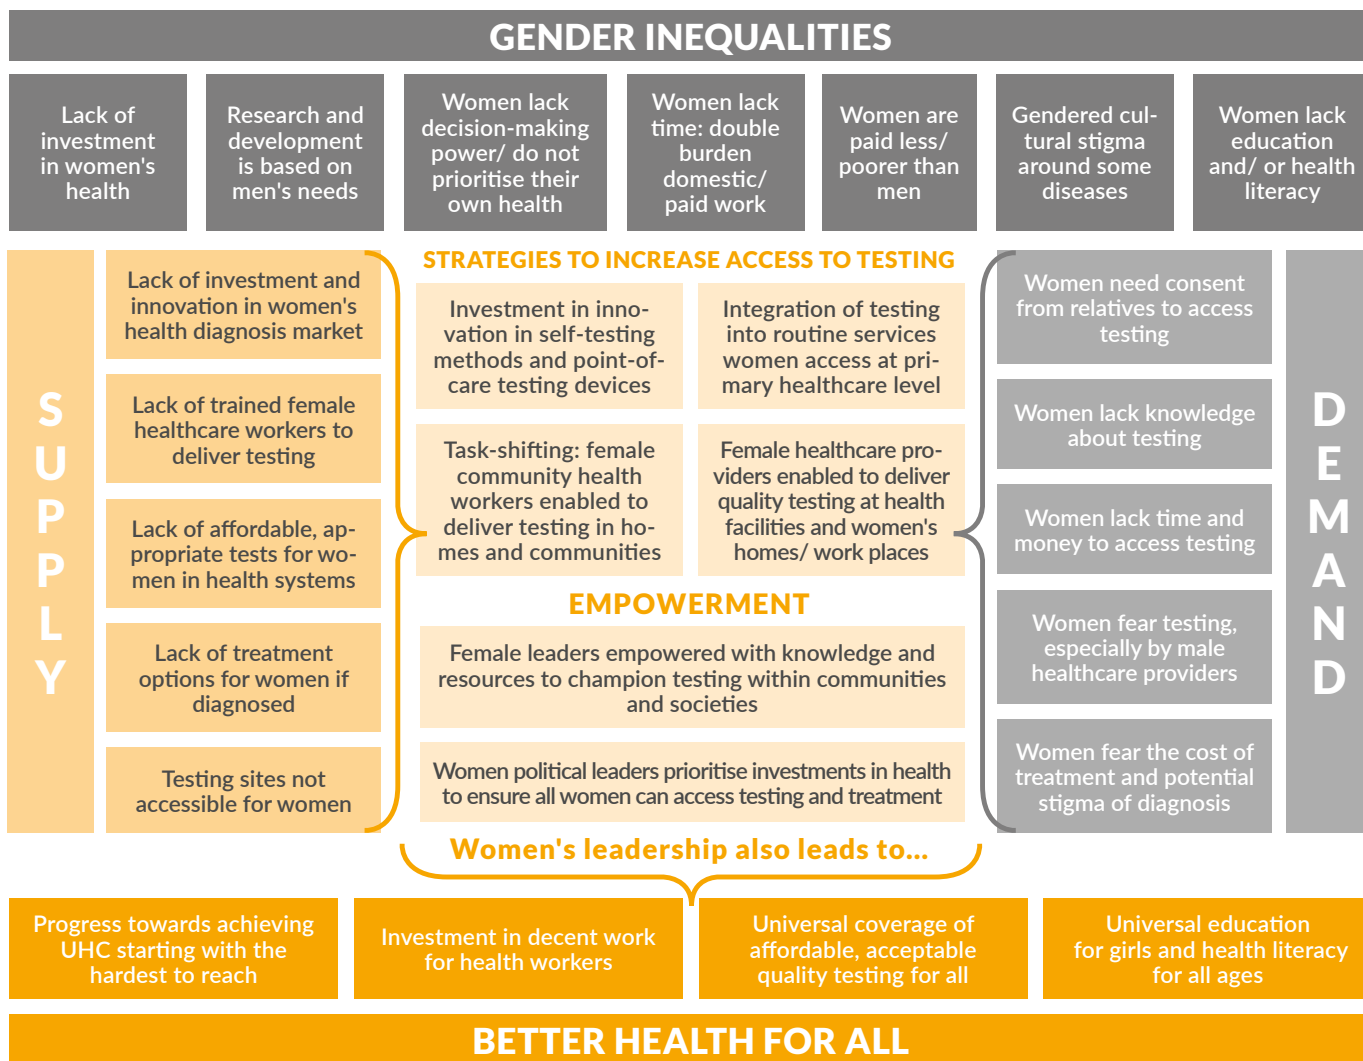 GENDER INEQUALITIES
Lack of
investment
in women's
health
Research and
development
is based on
men's needs
Women lack
decision-making
power/ do not
prioritise their
own health
Women lack
time: double
burden
domestic/
paid work
Women are
paid less/
poorer than
men
Gendered cul-
tural stigma
around some
diseases
Women lack
education
and/ or health
literacy
SUPPLY
Lack of investment and
innovation in women's
health diagnosis market
Lack of trained female
healthcare workers to
deliver testing
Lack of affordable, ap-
propriate tests for wo-
men in health systems
Lack of treatment
options for women if
diagnosed
Testing sites not
accessible for women
STRATEGIES TO INCREASE ACCESS TO TESTING
Investment in inno-
vation in self-testing
methods and point-of-
care testing devices
Integration of testing
into routine services
women access at pri-
mary healthcare level
Task-shifting: female
community health
workers enabled to
deliver testing in ho-
mes and communities
Female healthcare pro-
viders enabled to deliver
quality testing at health
facilities and women's
homes/ work places
EMPOWERMENT
Female leaders empowered with knowledge and
resources to champion testing within communities
and societies
Women political leaders prioritise investments in health
to ensure all women can access testing and treatment
Women need consent
from relatives to access
testing
Women lack knowledge
about testing
Women lack time and
money to access testing
Women fear testing,
especially by male
healthcare providers
Women fear the cost of
treatment and potential
stigma of diagnosis
DEMAND
Women's leadership also leads to...
Progress towards achieving
UHC starting with the
hardest to reach
Investment in decent work
for health workers
Universal coverage of
affordable, acceptable
quality testing for all
Universal education
for girls and health literacy
for all ages
BETTER HEALTH FOR ALL